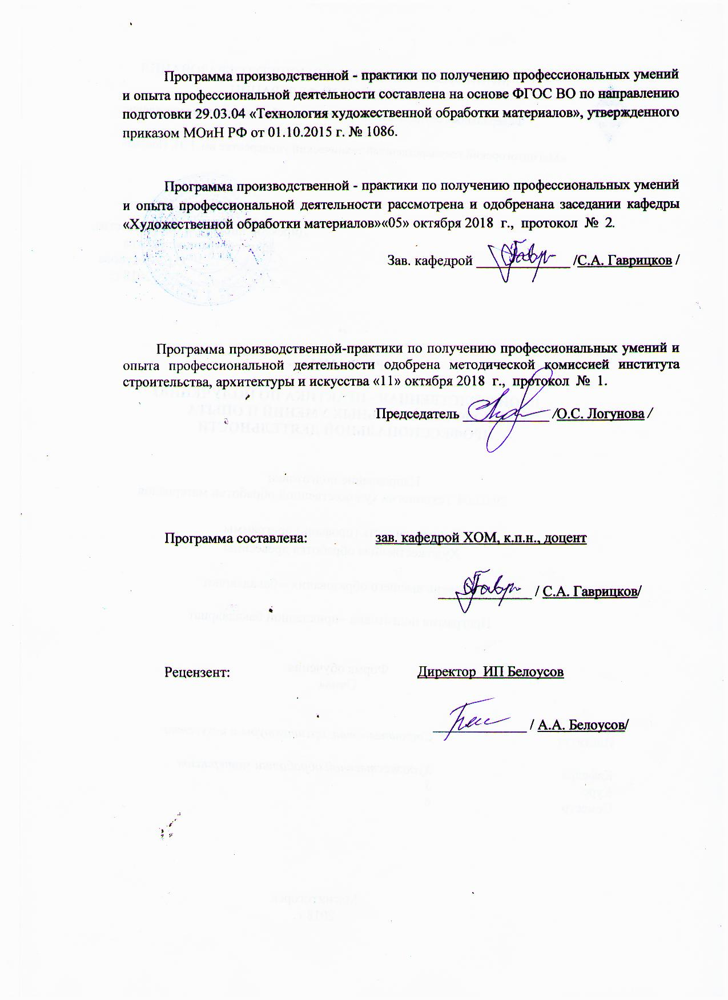 Программа производственной - практики по получению профессиональных умений
и опыта профессиональной деятельности составлена на основе ФГОС ВО по направлению
подготовки 29.03.04 «Технология художественной обработки материалов», утвержденного
приказом МОиН РФ от 01.10.2015 г. № 1086.
Программа производственной - практики по получению профессиональных умений
и опыта профессиональной деятельности рассмотрена и одобренана заседании кафедры
«Художественной обработки материалов»«05» октября 2018 г., протокол № 2.
Зав. кафедрой _____________ /С.А. Гаврицков /
Программа производственной-практики по получению профессиональных умений и
опыта профессиональной деятельности одобрена методической комиссией института
строительства, архитектуры и искусства «11» октября 2018 г., протокол № 1.
Председатель ____________ /О.С. Логунова /
Программа составлена: зав. кафедрой ХОМ, к.п.н., доцент
_____________ / С.А. Гаврицков/
Рецензент: Директор ИП Белоусов
_____________ / А.А. Белоусов/